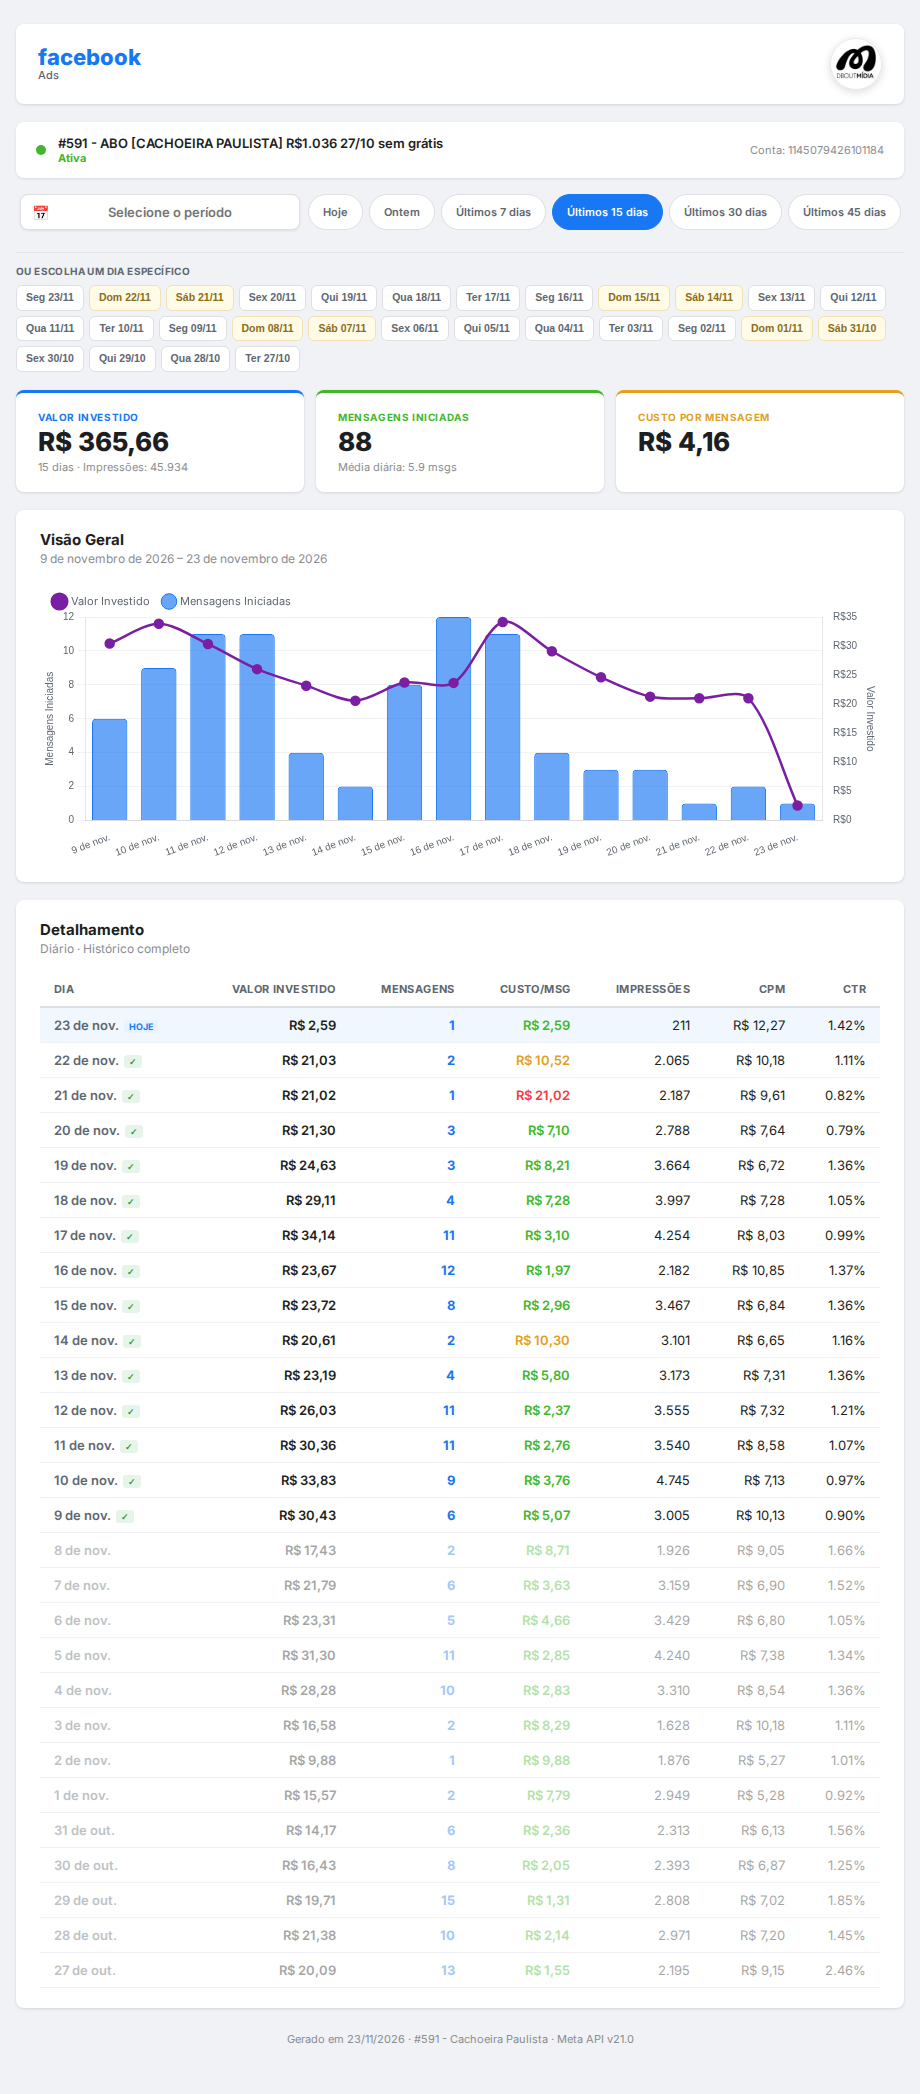 facebook
Ads
DBOUTMÍDIA
#591 - ABO [CACHOEIRA PAULISTA] R$1.036 27/10 sem grátis
Ativa
Conta: 1145079426101184
📅 Selecione o período
Hoje Ontem Últimos 7 dias Últimos 15 dias Últimos 30 dias Últimos 45 dias
OU ESCOLHA UM DIA ESPECÍFICO
Seg 23/11 Dom 22/11 Sáb 21/11 Sex 20/11 Qui 19/11 Qua 18/11 Ter 17/11 Seg 16/11 Dom 15/11 Sáb 14/11 Sex 13/11 Qui 12/11
Qua 11/11 Ter 10/11 Seg 09/11 Dom 08/11 Sáb 07/11 Sex 06/11 Qui 05/11 Qua 04/11 Ter 03/11 Seg 02/11 Dom 01/11 Sáb 31/10
Sex 30/10 Qui 29/10 Qua 28/10 Ter 27/10
VALOR INVESTIDO
R$ 365,66
15 dias · Impressões: 45.934
MENSAGENS INICIADAS
88
Média diária: 5.9 msgs
CUSTO POR MENSAGEM
R$ 4,16
Visão Geral
9 de novembro de 2026 – 23 de novembro de 2026
Valor Investido Mensagens Iniciadas
Mensagens Iniciadas
12
10
8
6
4
2
0
R$35
R$30
R$25
R$20
R$15
R$10
R$5
R$0
Valor Investido
9 de nov. 10 de nov. 11 de nov. 12 de nov. 13 de nov. 14 de nov. 15 de nov. 16 de nov. 17 de nov. 18 de nov. 19 de nov. 20 de nov. 21 de nov. 22 de nov. 23 de nov.
Detalhamento
Diário · Histórico completo
DIA VALOR INVESTIDO MENSAGENS CUSTO/MSG IMPRESSÕES CPM CTR
23 de nov. HOJE R$ 2,59 1 R$ 2,59 211 R$ 12,27 1.42%
22 de nov. ✓ R$ 21,03 2 R$ 10,52 2.065 R$ 10,18 1.11%
21 de nov. ✓ R$ 21,02 1 R$ 21,02 2.187 R$ 9,61 0.82%
20 de nov. ✓ R$ 21,30 3 R$ 7,10 2.788 R$ 7,64 0.79%
19 de nov. ✓ R$ 24,63 3 R$ 8,21 3.664 R$ 6,72 1.36%
18 de nov. ✓ R$ 29,11 4 R$ 7,28 3.997 R$ 7,28 1.05%
17 de nov. ✓ R$ 34,14 11 R$ 3,10 4.254 R$ 8,03 0.99%
16 de nov. ✓ R$ 23,67 12 R$ 1,97 2.182 R$ 10,85 1.37%
15 de nov. ✓ R$ 23,72 8 R$ 2,96 3.467 R$ 6,84 1.36%
14 de nov. ✓ R$ 20,61 2 R$ 10,30 3.101 R$ 6,65 1.16%
13 de nov. ✓ R$ 23,19 4 R$ 5,80 3.173 R$ 7,31 1.36%
12 de nov. ✓ R$ 26,03 11 R$ 2,37 3.555 R$ 7,32 1.21%
11 de nov. ✓ R$ 30,36 11 R$ 2,76 3.540 R$ 8,58 1.07%
10 de nov. ✓ R$ 33,83 9 R$ 3,76 4.745 R$ 7,13 0.97%
9 de nov. ✓ R$ 30,43 6 R$ 5,07 3.005 R$ 10,13 0.90%
8 de nov. R$ 17,43 2 R$ 8,71 1.926 R$ 9,05 1.66%
7 de nov. R$ 21,79 6 R$ 3,63 3.159 R$ 6,90 1.52%
6 de nov. R$ 23,31 5 R$ 4,66 3.429 R$ 6,80 1.05%
5 de nov. R$ 31,30 11 R$ 2,85 4.240 R$ 7,38 1.34%
4 de nov. R$ 28,28 10 R$ 2,83 3.310 R$ 8,54 1.36%
3 de nov. R$ 16,58 2 R$ 8,29 1.628 R$ 10,18 1.11%
2 de nov. R$ 9,88 1 R$ 9,88 1.876 R$ 5,27 1.01%
1 de nov. R$ 15,57 2 R$ 7,79 2.949 R$ 5,28 0.92%
31 de out. R$ 14,17 6 R$ 2,36 2.313 R$ 6,13 1.56%
30 de out. R$ 16,43 8 R$ 2,05 2.393 R$ 6,87 1.25%
29 de out. R$ 19,71 15 R$ 1,31 2.808 R$ 7,02 1.85%
28 de out. R$ 21,38 10 R$ 2,14 2.971 R$ 7,20 1.45%
27 de out. R$ 20,09 13 R$ 1,55 2.195 R$ 9,15 2.46%
Gerado em 23/11/2026 · #591 - Cachoeira Paulista · Meta API v21.0